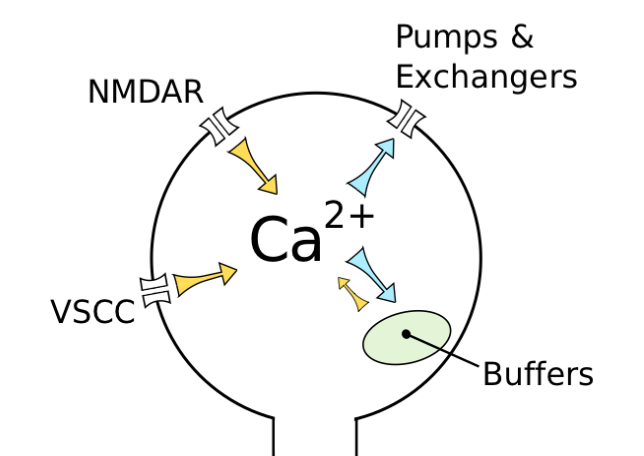 Pumps &
Exchangers
NMDAR
Ca²⁺
VSCC
Buffers